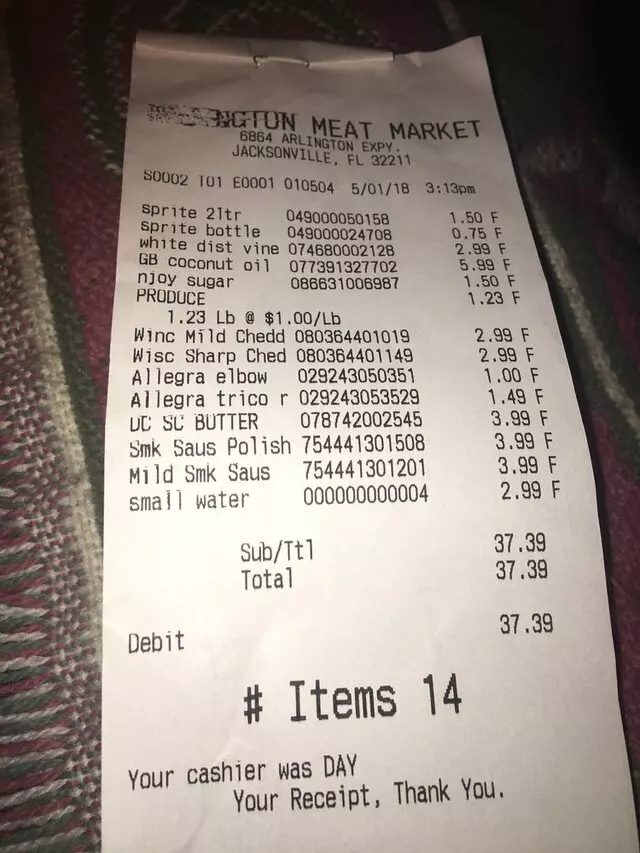 NGTON MEAT MARKET
6864 ARLINGTON EXPY.
JACKSONVILLE, FL 32211
S0002 T01 E0001 010504 5/01/18 3:13pm
sprite 2ltr 049000050158 1.50 F
sprite bottle 049000024708 0.75 F
white dist vine 074680002128 2.99 F
GB coconut oil 077391327702 5.99 F
njoy sugar 086631006987 1.50 F
PRODUCE 1.23 F
1.23 Lb @ $1.00/Lb
Winc Mild Chedd 080364401019 2.99 F
Wisc Sharp Ched 080364401149 2.99 F
Allegra elbow 029243050351 1.00 F
Allegra trico r 029243053529 1.49 F
DC SC BUTTER 078742002545 3.99 F
Smk Saus Polish 754441301508 3.99 F
Mild Smk Saus 754441301201 3.99 F
small water 000000000004 2.99 F
Sub/Ttl 37.39
Total 37.39
Debit 37.39
# Items 14
Your cashier was DAY
Your Receipt, Thank You.